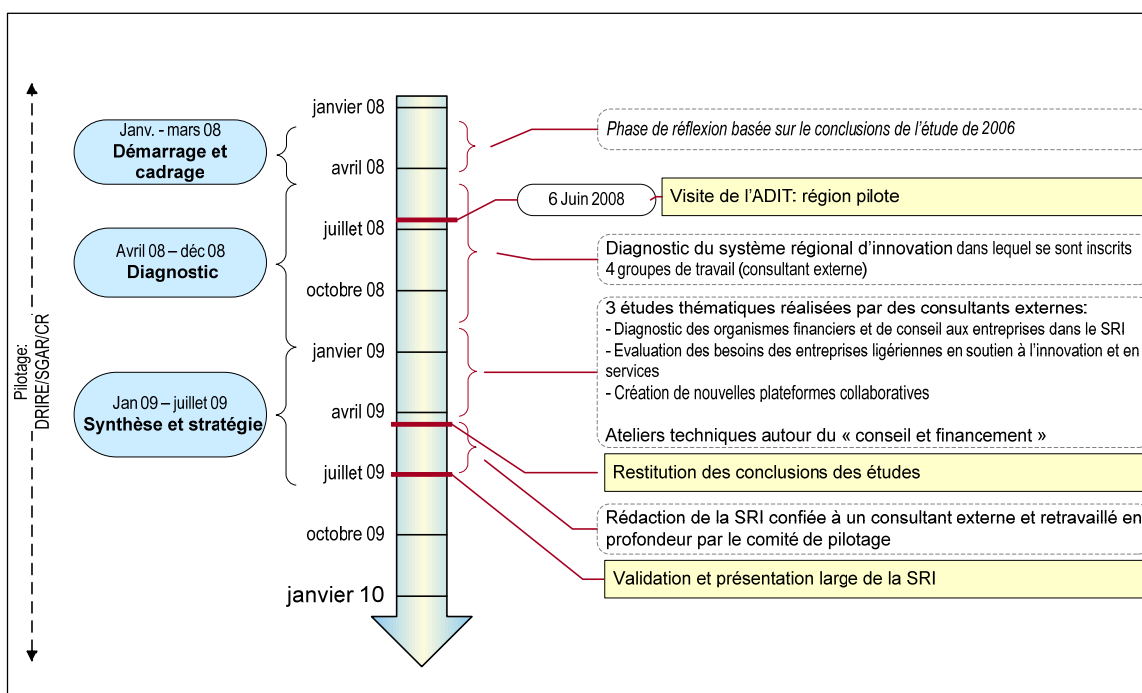 Pilotage:
DRIRE/SGAR/CR
Janv. - mars 08
Démarrage et
cadrage
Avril 08 – déc 08
Diagnostic
Jan 09 – juillet 09
Synthèse et stratégie
janvier 08
avril 08
juillet 08
octobre 08
janvier 09
avril 09
juillet 09
octobre 09
janvier 10
Phase de réflexion basée sur le conclusions de l'étude de 2006
6 Juin 2008
Visite de l'ADIT: région pilote
Diagnostic du système régional d'innovation dans lequel se sont inscrits
4 groupes de travail (consultant externe)
3 études thématiques réalisées par des consultants externes:
- Diagnostic des organismes financiers et de conseil aux entreprises dans le SRI
- Evaluation des besoins des entreprises ligériennes en soutien à l'innovation et en
services
- Création de nouvelles plateformes collaboratives
Ateliers techniques autour du « conseil et financement »
Restitution des conclusions des études
Rédaction de la SRI confiée à un consultant externe et retravaillé en
profondeur par le comité de pilotage
Validation et présentation large de la SRI